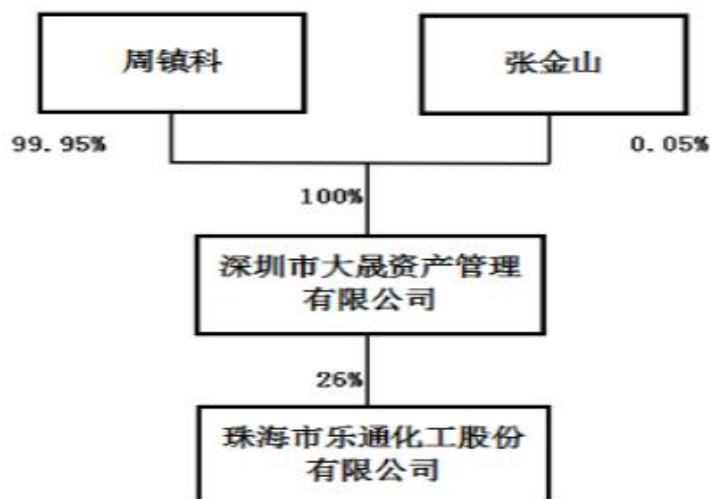 周镇科
张金山
99.95%
0.05%
100%
深圳市大晟资产管理
有限公司
26%
珠海市乐通化工股份
有限公司